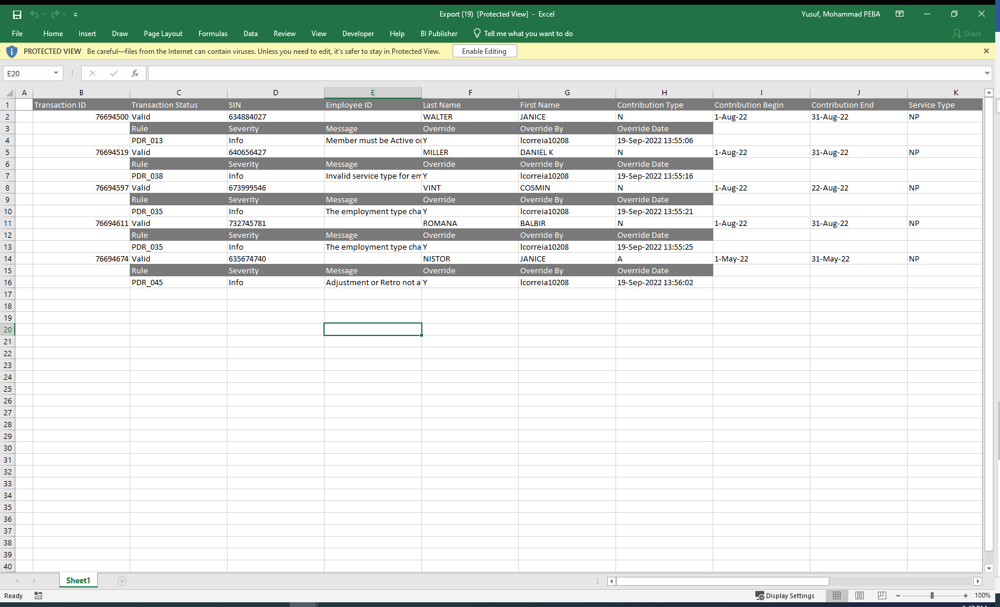 Export (19) [Protected View] - Excel
Yusuf, Mohammad PEBA
File Home Insert Draw Page Layout Formulas Data Review View Developer Help BI Publisher Tell me what you want to do Share
PROTECTED VIEW Be careful—files from the Internet can contain viruses. Unless you need to edit, it's safer to stay in Protected View. Enable Editing
E20 fx
A B C D E F G H I J K
1 Transaction ID Transaction Status SIN Employee ID Last Name First Name Contribution Type Contribution Begin Contribution End Service Type
2 76694500 Valid 634884027 WALTER JANICE N 1-Aug-22 31-Aug-22 NP
3 Rule Severity Message Override Override By Override Date
4 PDR_013 Info Member must be Active or Y lcorreia10208 19-Sep-2022 13:55:06
5 76694519 Valid 640656427 MILLER DANIEL K N 1-Aug-22 31-Aug-22 NP
6 Rule Severity Message Override Override By Override Date
7 PDR_038 Info Invalid service type for em Y lcorreia10208 19-Sep-2022 13:55:16
8 76694597 Valid 673999546 VINT COSMIN N 1-Aug-22 22-Aug-22 NP
9 Rule Severity Message Override Override By Override Date
10 PDR_035 Info The employment type cha Y lcorreia10208 19-Sep-2022 13:55:21
11 76694611 Valid 732745781 ROMANA BALBIR N 1-Aug-22 31-Aug-22 NP
12 Rule Severity Message Override Override By Override Date
13 PDR_035 Info The employment type cha Y lcorreia10208 19-Sep-2022 13:55:25
14 76694674 Valid 635674740 NISTOR JANICE A 1-May-22 31-May-22 NP
15 Rule Severity Message Override Override By Override Date
16 PDR_045 Info Adjustment or Retro not a Y lcorreia10208 19-Sep-2022 13:56:02
17
18
19
20
21
22
23
24
25
26
27
28
29
30
31
32
33
34
35
36
37
38
39
40
Sheet1
Ready Display Settings 100%